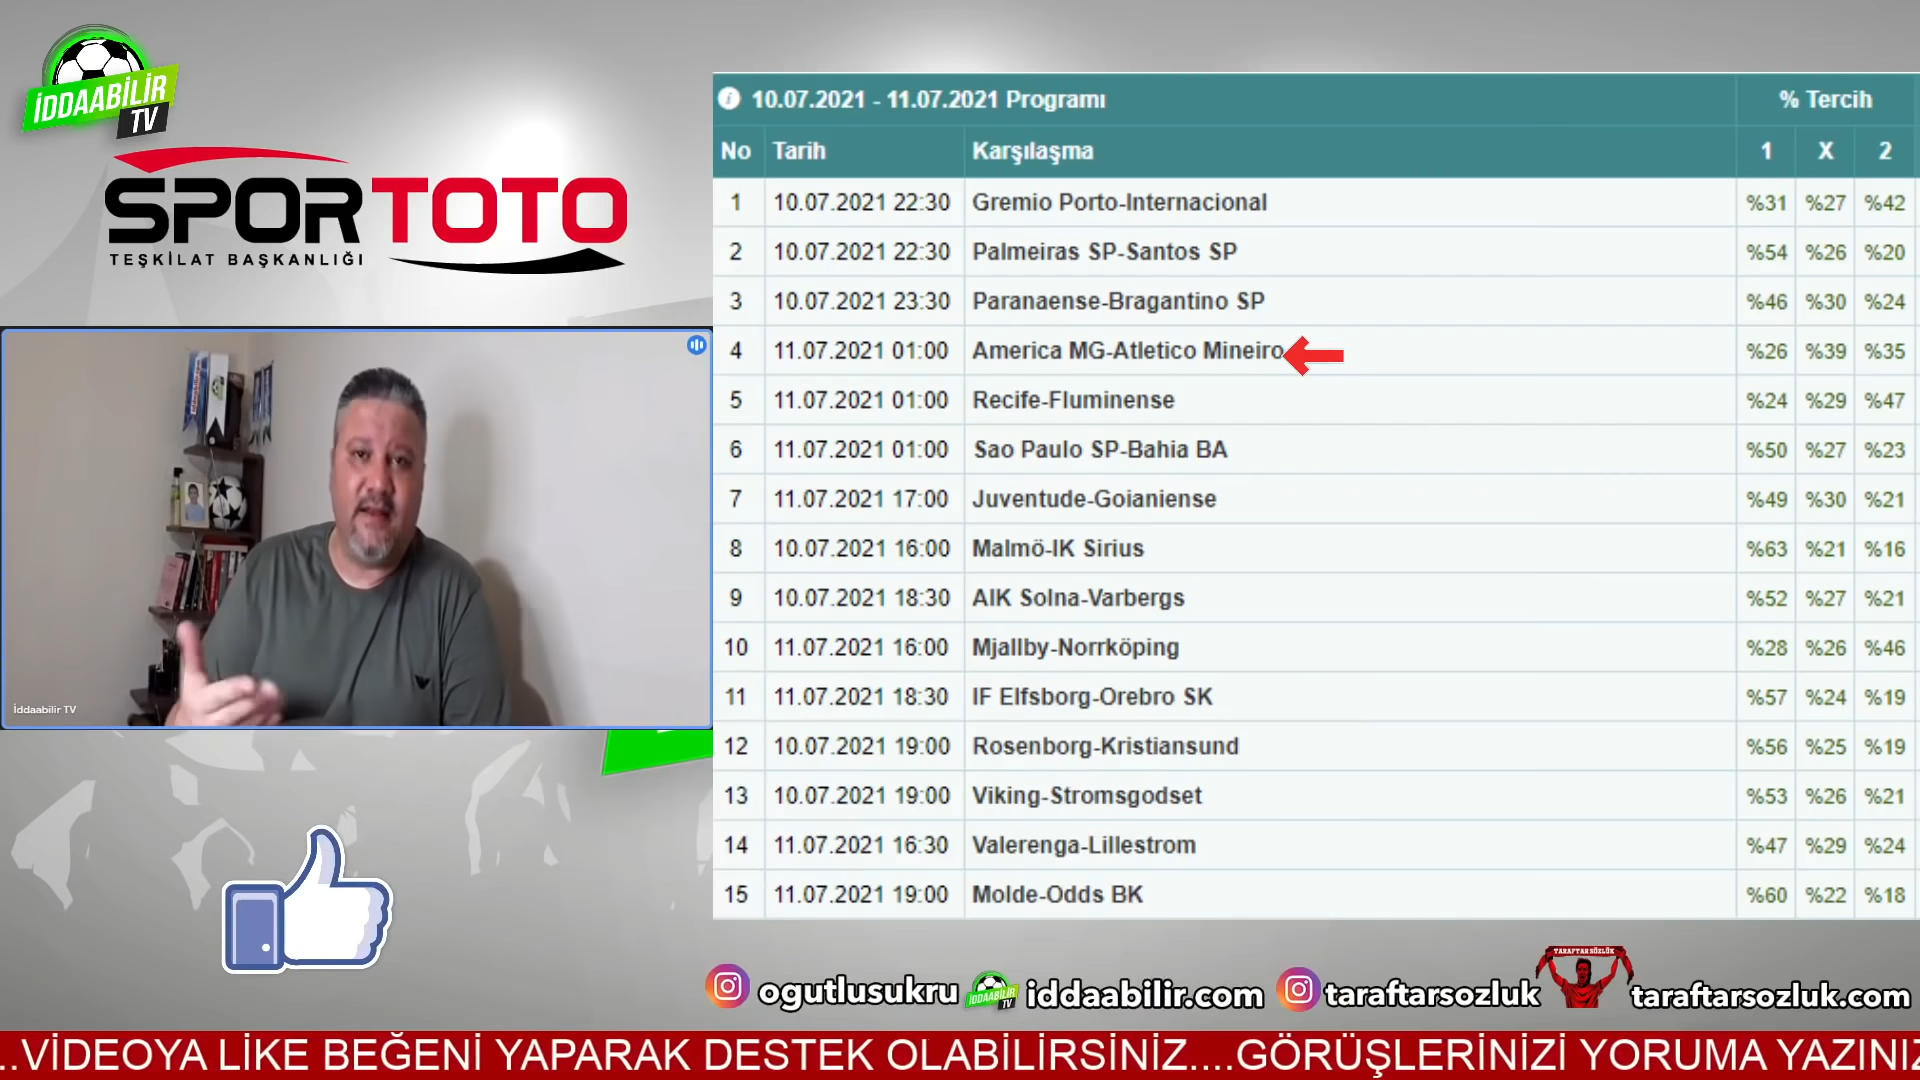 İDDAABİLİR
TV
SPORTOTO
TEŞKİLAT BAŞKANLIĞI
İddaabilir TV
10.07.2021 - 11.07.2021 Programı % Tercih
No Tarih Karşılaşma 1 X 2
1 10.07.2021 22:30 Gremio Porto-Internacional %31 %27 %42
2 10.07.2021 22:30 Palmeiras SP-Santos SP %54 %26 %20
3 10.07.2021 23:30 Paranaense-Bragantino SP %46 %30 %24
4 11.07.2021 01:00 America MG-Atletico Mineiro %26 %39 %35
5 11.07.2021 01:00 Recife-Fluminense %24 %29 %47
6 11.07.2021 01:00 Sao Paulo SP-Bahia BA %50 %27 %23
7 11.07.2021 17:00 Juventude-Goianiense %49 %30 %21
8 10.07.2021 16:00 Malmö-IK Sirius %63 %21 %16
9 10.07.2021 18:30 AIK Solna-Varbergs %52 %27 %21
10 11.07.2021 16:00 Mjallby-Norrköping %28 %26 %46
11 11.07.2021 18:30 IF Elfsborg-Orebro SK %57 %24 %19
12 10.07.2021 19:00 Rosenborg-Kristiansund %56 %25 %19
13 10.07.2021 19:00 Viking-Stromsgodset %53 %26 %21
14 11.07.2021 16:30 Valerenga-Lillestrom %47 %29 %24
15 11.07.2021 19:00 Molde-Odds BK %60 %22 %18
ogutlusukru İDDAABİLİR TV iddaabilir.com taraftarsozluk TARAFTAR SÖZLÜK taraftarsozluk.com
..VİDEOYA LİKE BEĞENİ YAPARAK DESTEK OLABİLİRSİNİZ....GÖRÜŞLERİNİZİ YORUMA YAZINIZ